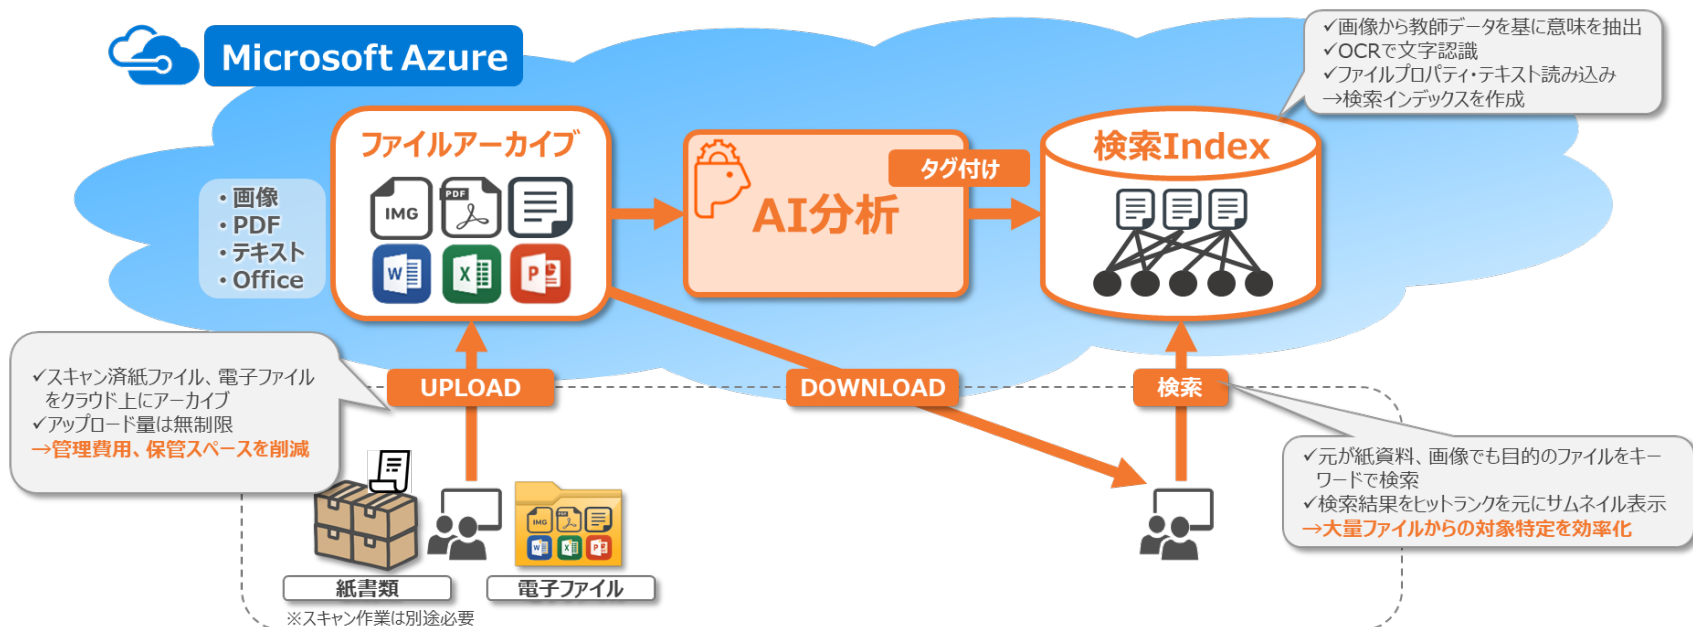 Microsoft Azure
✓画像から教師データを基に意味を抽出
✓OCRで文字認識
✓ファイルプロパティ・テキスト読み込み
→検索インデックスを作成
ファイルアーカイブ
IMG
PDF
W
X
P
・画像
・PDF
・テキスト
・Office
AI分析
タグ付け
検索Index
✓スキャン済紙ファイル、電子ファイル
をクラウド上にアーカイブ
✓アップロード量は無制限
→管理費用、保管スペースを削減
UPLOAD
DOWNLOAD
検索
✓元が紙資料、画像でも目的のファイルをキー
ワードで検索
✓検索結果をヒットランクを元にサムネイル表示
→大量ファイルからの対象特定を効率化
IMG
PDF
W
X
P
紙書類
電子ファイル
※スキャン作業は別途必要